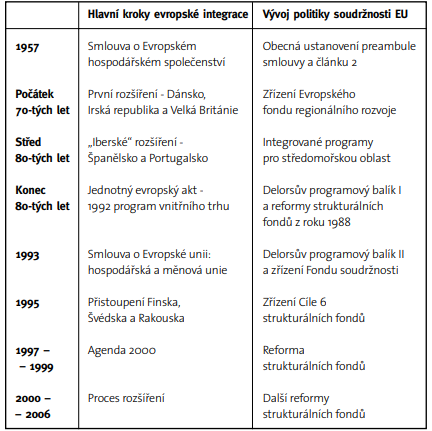 Hlavní kroky evropské integrace Vývoj politiky soudržnosti EU
1957 Smlouva o Evropském Obecná ustanovení preambule
hospodářském společenství smlouvy a článku 2
Počátek První rozšíření - Dánsko, Zřízení Evropského
70-tých let Irská republika a Velká Británie fondu regionálního rozvoje
Střed „Iberské“ rozšíření - Integrované programy
80-tých let Španělsko a Portugalsko pro středomořskou oblast
Konec Jednotný evropský akt - Delorsův programový balík I
80-tých let 1992 program vnitřního trhu a reformy strukturálních
fondů z roku 1988
1993 Smlouva o Evropské unii: Delorsův programový balík II
hospodářská a měnová unie a zřízení Fondu soudržnosti
1995 Přistoupení Finska, Zřízení Cíle 6
Švédska a Rakouska strukturálních fondů
1997 – Agenda 2000 Reforma
– 1999 strukturálních fondů
2000 – Proces rozšíření Další reformy
– 2006 strukturálních fondů